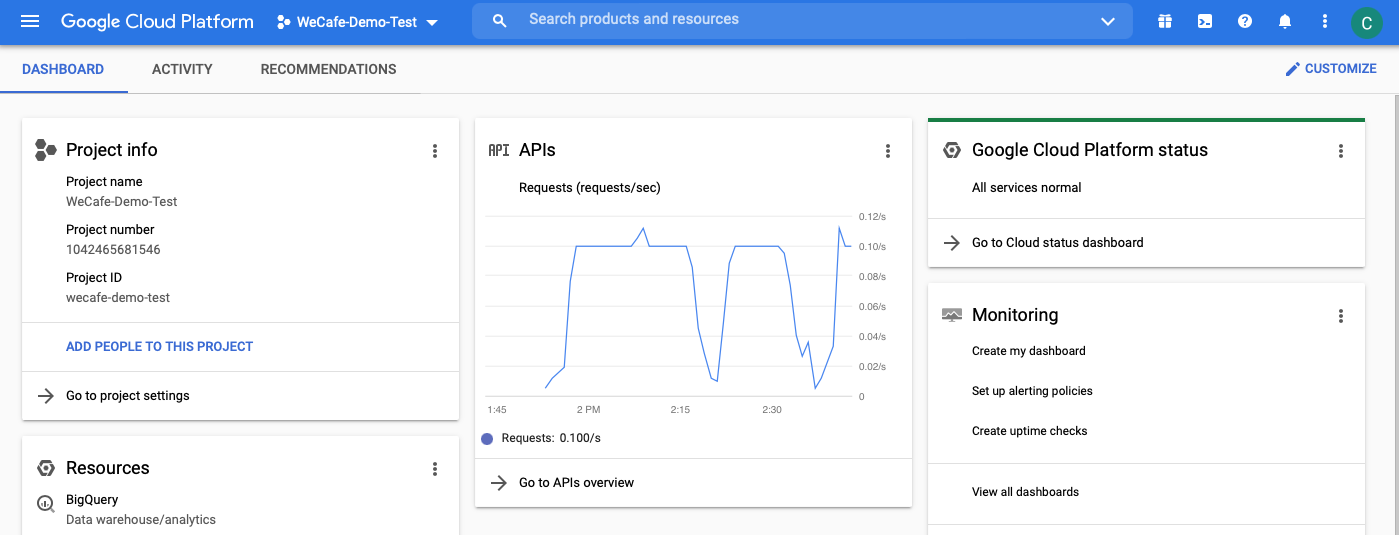 Google Cloud Platform
WeCafe-Demo-Test
Search products and resources
C
DASHBOARD
ACTIVITY
RECOMMENDATIONS
CUSTOMIZE
Project info
Project name
WeCafe-Demo-Test
Project number
1042465681546
Project ID
wecafe-demo-test
ADD PEOPLE TO THIS PROJECT
Go to project settings
Resources
BigQuery
Data warehouse/analytics
API APIs
Requests (requests/sec)
0.12/s
0.10/s
0.08/s
0.06/s
0.04/s
0.02/s
0
1:45
2 PM
2:15
2:30
Requests: 0.100/s
Go to APIs overview
Google Cloud Platform status
All services normal
Go to Cloud status dashboard
Monitoring
Create my dashboard
Set up alerting policies
Create uptime checks
View all dashboards